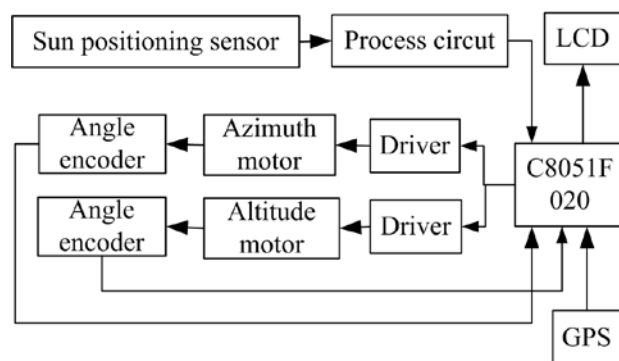 Sun positioning sensor
Process circut
LCD
Angle
encoder
Azimuth
motor
Driver
C8051F
020
Angle
encoder
Altitude
motor
Driver
GPS